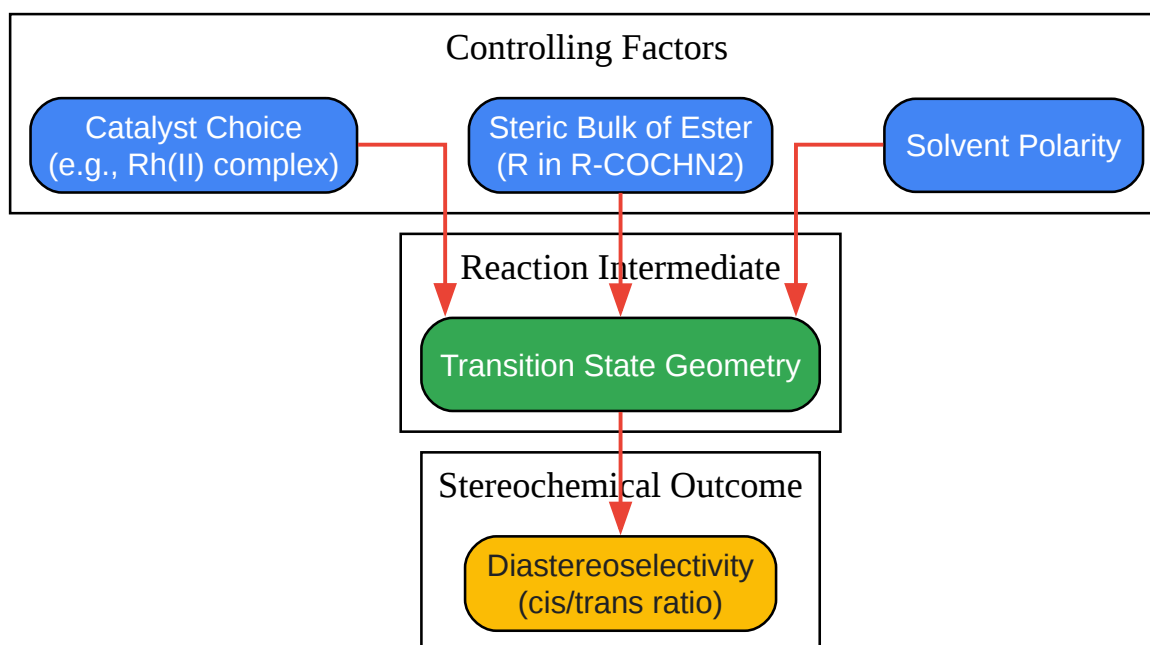 Controlling Factors
Catalyst Choice
(e.g., Rh(II) complex)
Steric Bulk of Ester
(R in R-COCHN2)
Solvent Polarity
Reaction Intermediate
Transition State Geometry
Stereochemical Outcome
Diastereoselectivity
(cis/trans ratio)